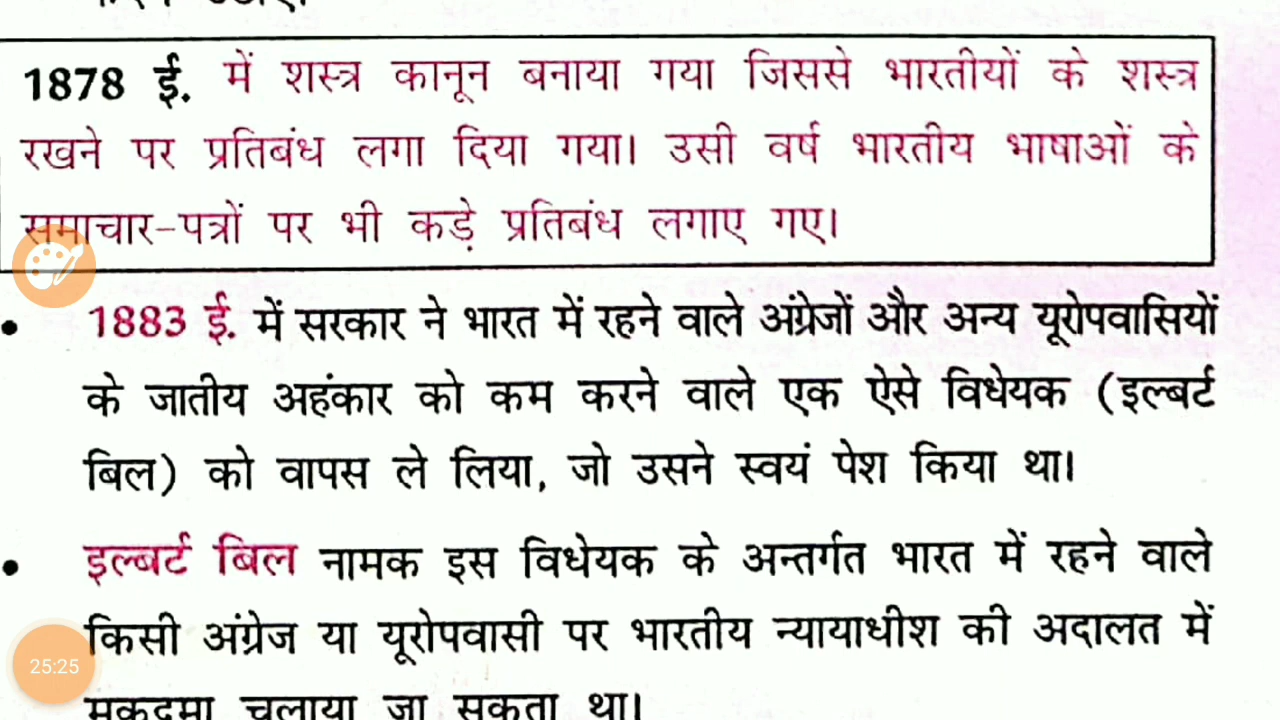 1878 ई. में शस्त्र कानून बनाया गया जिससे भारतीयों के शस्त्र
रखने पर प्रतिबंध लगा दिया गया। उसी वर्ष भारतीय भाषाओं के
समाचार-पत्रों पर भी कड़े प्रतिबंध लगाए गए।
• 1883 ई. में सरकार ने भारत में रहने वाले अंग्रेजों और अन्य यूरोपवासियों
के जातीय अहंकार को कम करने वाले एक ऐसे विधेयक (इल्बर्ट
बिल) को वापस ले लिया, जो उसने स्वयं पेश किया था।
• इल्बर्ट बिल नामक इस विधेयक के अन्तर्गत भारत में रहने वाले
किसी अंग्रेज या यूरोपवासी पर भारतीय न्यायाधीश की अदालत में
मुकदमा चलाया जा सकता था।
25:25